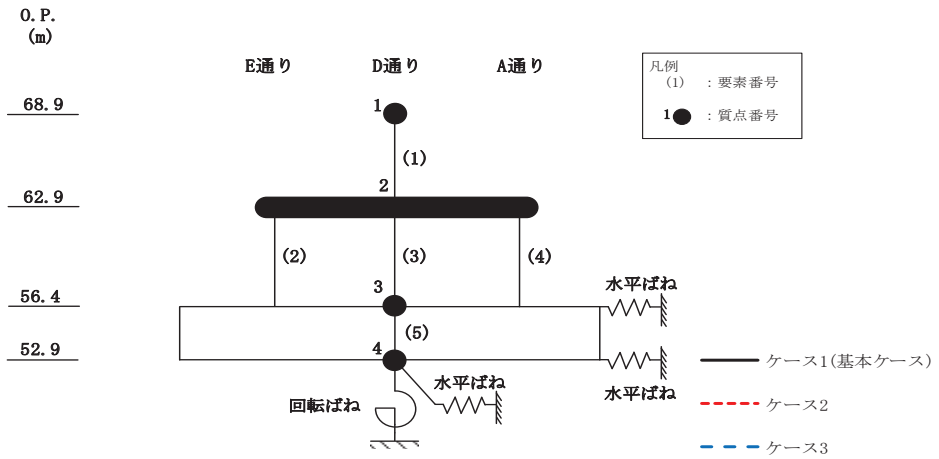 O.P.
(m)
E通り
D通り
A通り
凡例
(1) : 要素番号
1 : 質点番号
68.9
1
(1)
62.9
2
(2)
(3)
(4)
56.4
3
水平ばね
(5)
52.9
4
水平ばね
水平ばね
回転ばね
ケース1(基本ケース)
ケース2
ケース3